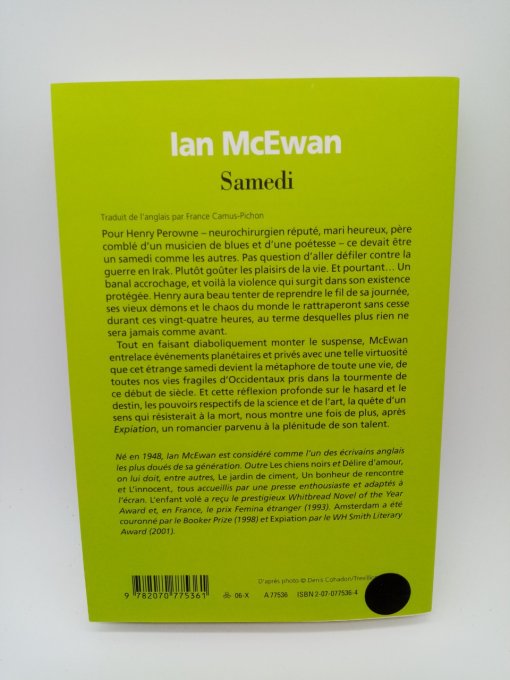 Ian McEwan
Samedi
Traduit de l'anglais par France Camus-Pichon
Pour Henry Perowne – neurochirurgien réputé, mari heureux, père
comblé d'un musicien de blues et d'une poétesse – ce devait être
un samedi comme les autres. Pas question d'aller défiler contre la
guerre en Irak. Plutôt goûter les plaisirs de la vie. Et pourtant... Un
banal accrochage, et voilà la violence qui surgit dans son existence
protégée. Henry aura beau tenter de reprendre le fil de sa journée,
ses vieux démons et le chaos du monde le rattraperont sans cesse
durant ces vingt-quatre heures, au terme desquelles plus rien ne
sera jamais comme avant.
Tout en faisant diaboliquement monter le suspense, McEwan
entrelace événements planétaires et privés avec une telle virtuosité
que cet étrange samedi devient la métaphore de toute une vie, de
toutes nos vies fragiles d'Occidentaux pris dans la tourmente de
ce début de siècle. Et cette réflexion profonde sur le hasard et le
destin, les pouvoirs respectifs de la science et de l'art, la quête d'un
sens qui résisterait à la mort, nous montre une fois de plus, après
Expiation, un romancier parvenu à la plénitude de son talent.
Né en 1948, Ian McEwan est considéré comme l'un des écrivains anglais
les plus doués de sa génération. Outre Les chiens noirs et Délire d'amour,
on lui doit, entre autres, Le jardin de ciment, Un bonheur de rencontre
et L'innocent, tous accueillis par une presse enthousiaste et adaptés à
l'écran. L'enfant volé a reçu le prestigieux Whitbread Novel of the Year
Award et, en France, le prix Femina étranger (1993). Amsterdam a été
couronné par le Booker Prize (1998) et Expiation par le WH Smith Literary
Award (2001).
D'après photo © Denis Cohadon/Trevillion
9 782070 775361 06-X A 77536 ISBN 2-07-077536-4